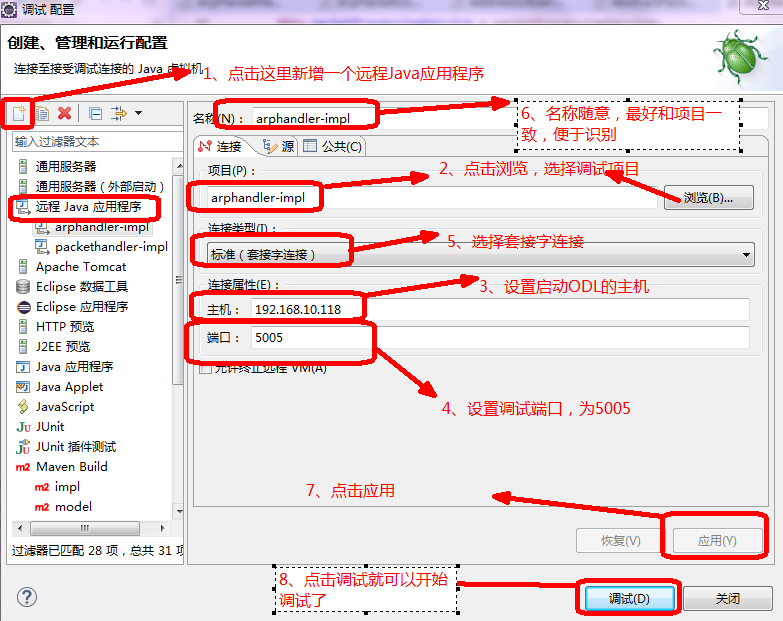 调试 配置
创建、管理和运行配置
连接至接受调试连接的 Java 虚拟机
1、点击这里新增一个远程Java应用程序
输入过滤器文本
通用服务器
通用服务器（外部启动）
远程 Java 应用程序
arphandler-impl
packethandler-impl
Apache Tomcat
Eclipse 数据工具
Eclipse 应用程序
HTTP 预览
J2EE 预览
Java 应用程序
Java Applet
JavaScript
JUnit
JUnit 插件测试
Maven Build
impl
model
过滤器已匹配 28 项，总共 31 项
名称(N)： arphandler-impl
6、名称随意，最好和项目一
致，便于识别
连接 源 公共(C)
项目(P)：
2、点击浏览，选择调试项目
arphandler-impl
浏览(B)...
连接类型(I)：
5、选择套接字连接
标准（套接字连接）
连接属性(E)：
3、设置启动ODL的主机
主机： 192.168.10.118
端口： 5005
允许终止远程 VM(A)
4、设置调试端口，为5005
7、点击应用
恢复(V) 应用(Y)
8、点击调试就可以开始
调试了
调试(D) 关闭